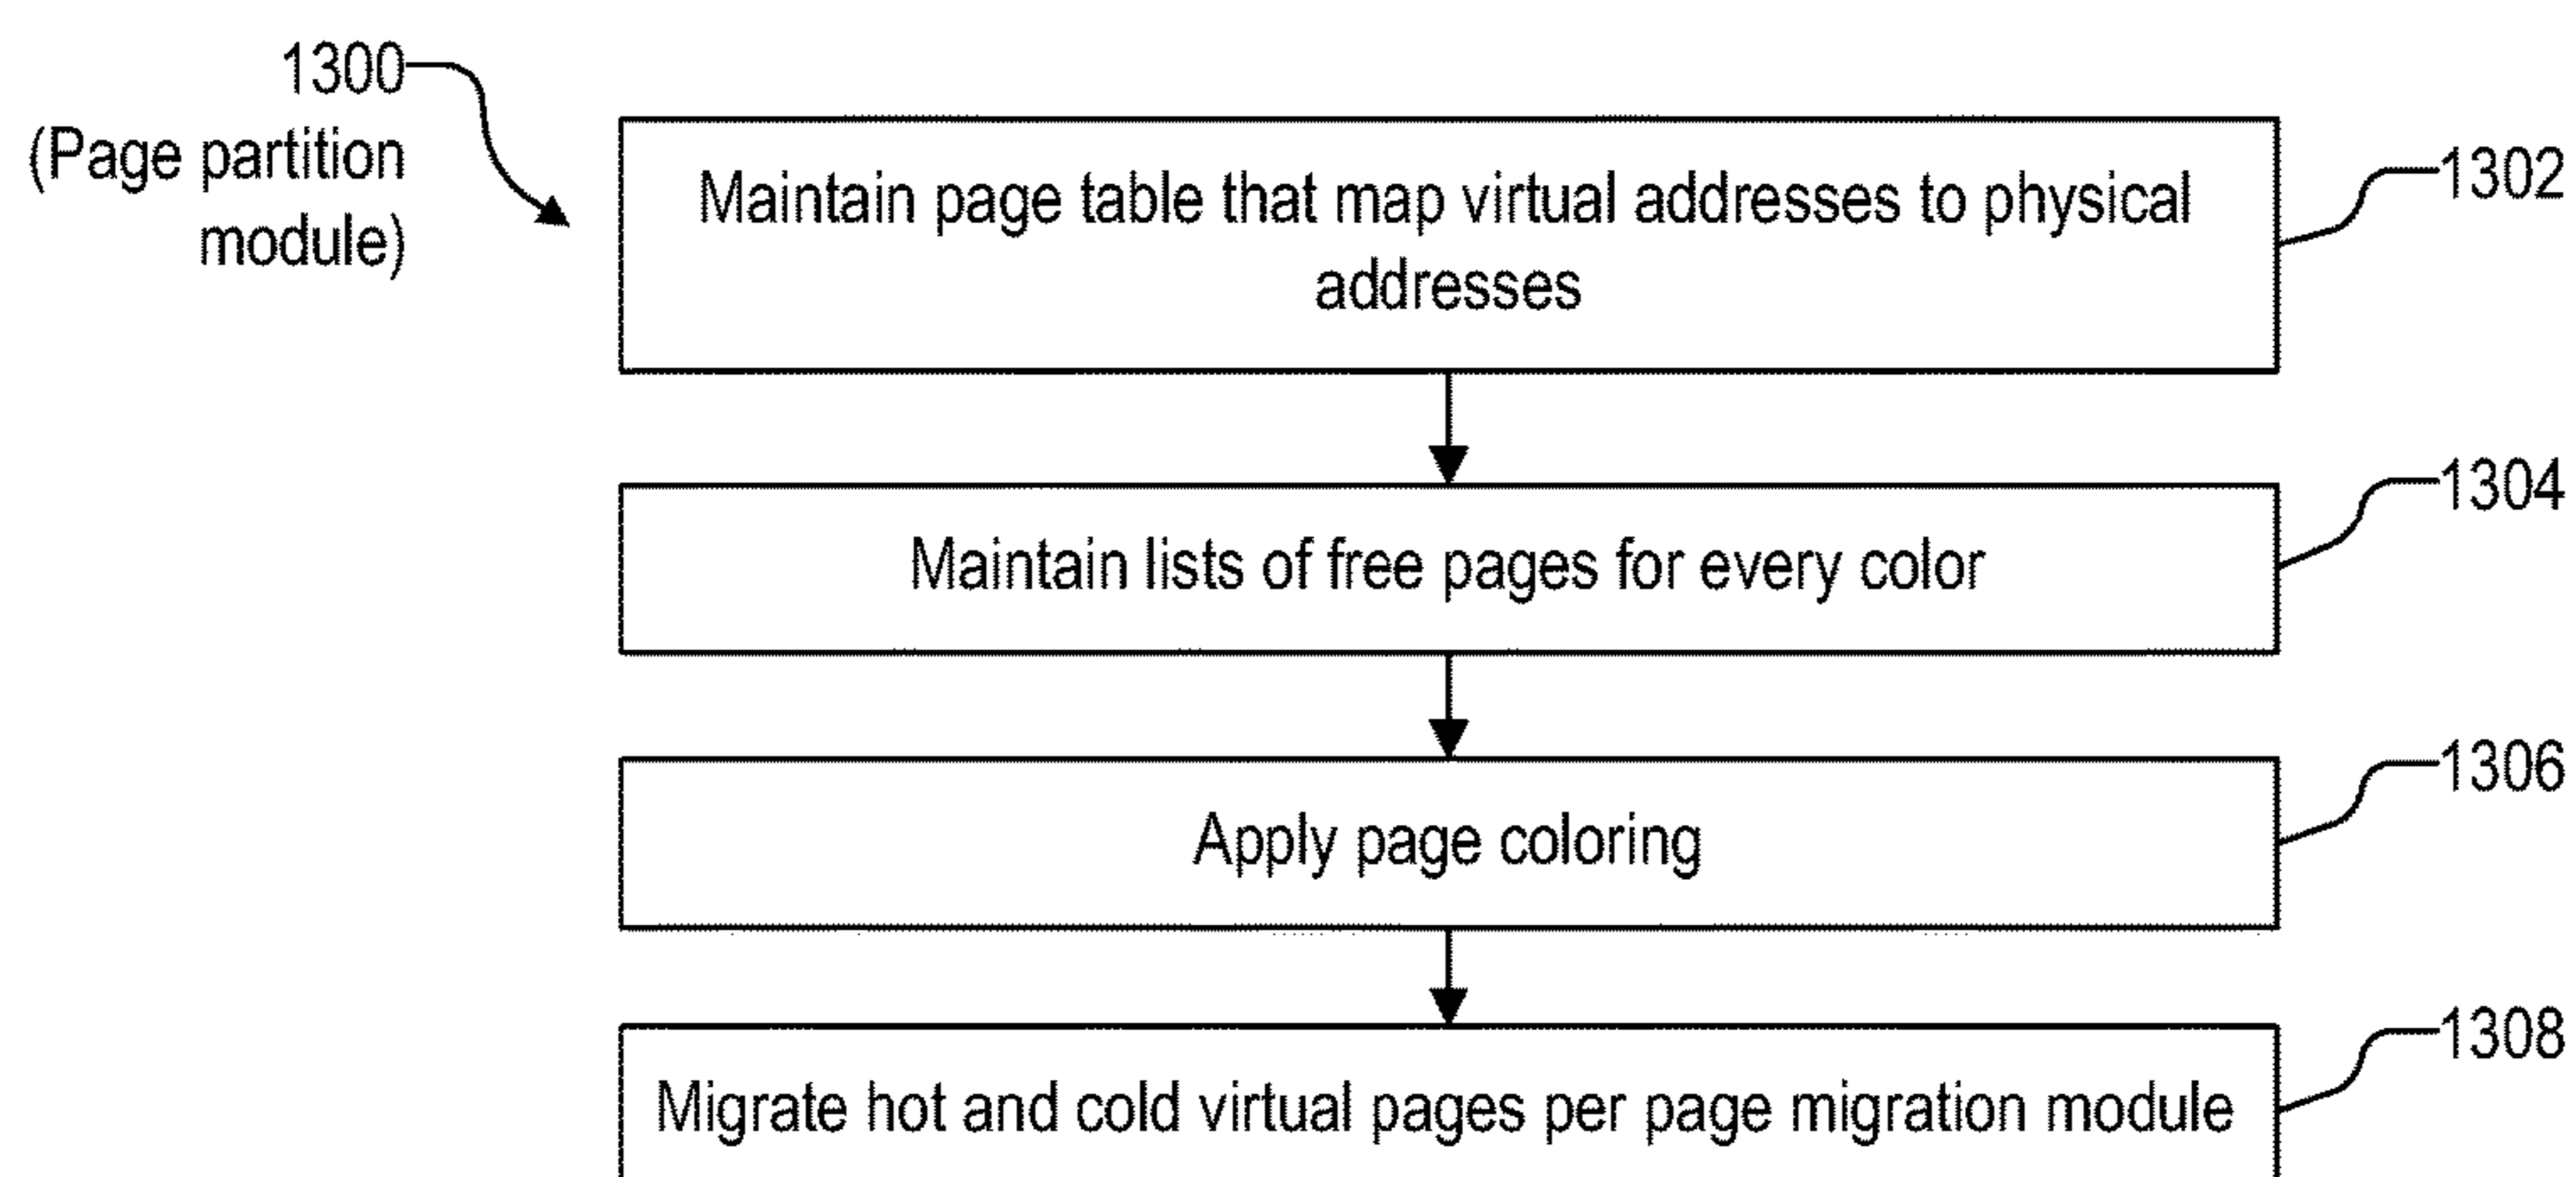 1300
(Page partition
module)
Maintain page table that map virtual addresses to physical
addresses
1302
Maintain lists of free pages for every color
1304
Apply page coloring
1306
Migrate hot and cold virtual pages per page migration module
1308